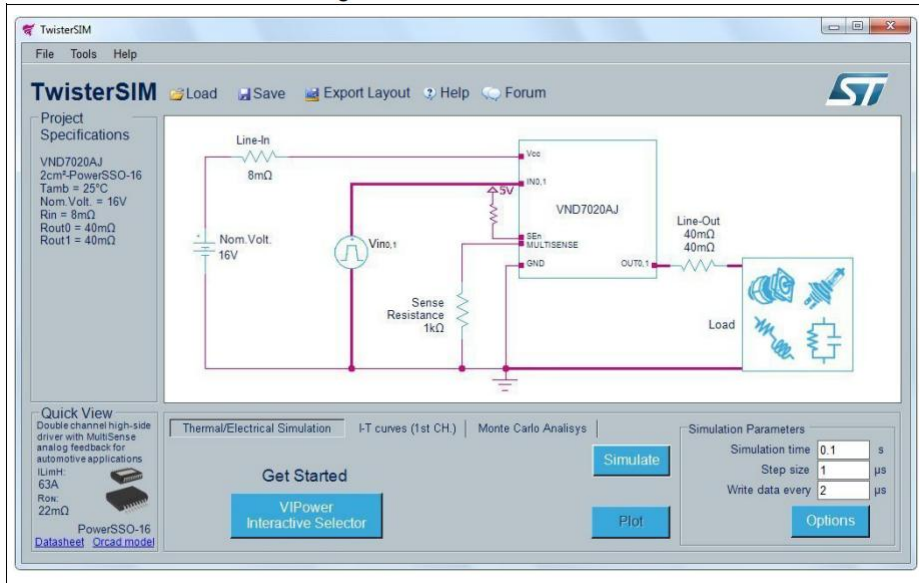 TwisterSIM
File Tools Help
TwisterSIM Load Save Export Layout Help Forum
ST
Project
Specifications
VND7020AJ
2cm²-PowerSSO-16
Tamb = 25°C
Nom.Volt. = 16V
Rin = 8mΩ
Rout0 = 40mΩ
Rout1 = 40mΩ
Line-In
8mΩ
Vcc
IN0,1
5V
VND7020AJ
SEn
MULTISENSE
GND
OUT0,1
Line-Out
40mΩ
40mΩ
Nom.Volt.
16V
Vin0,1
Sense
Resistance
1kΩ
Load
Quick View
Double channel high-side
driver with MultiSense
analog feedback for
automotive applications
ILimH:
63A
RON:
22mΩ
PowerSSO-16
Datasheet Orcad model
Thermal/Electrical Simulation I-T curves (1st CH.) Monte Carlo Analisys
Get Started
VIPower
Interactive Selector
Simulate
Plot
Simulation Parameters
Simulation time 0.1 s
Step size 1 µs
Write data every 2 µs
Options